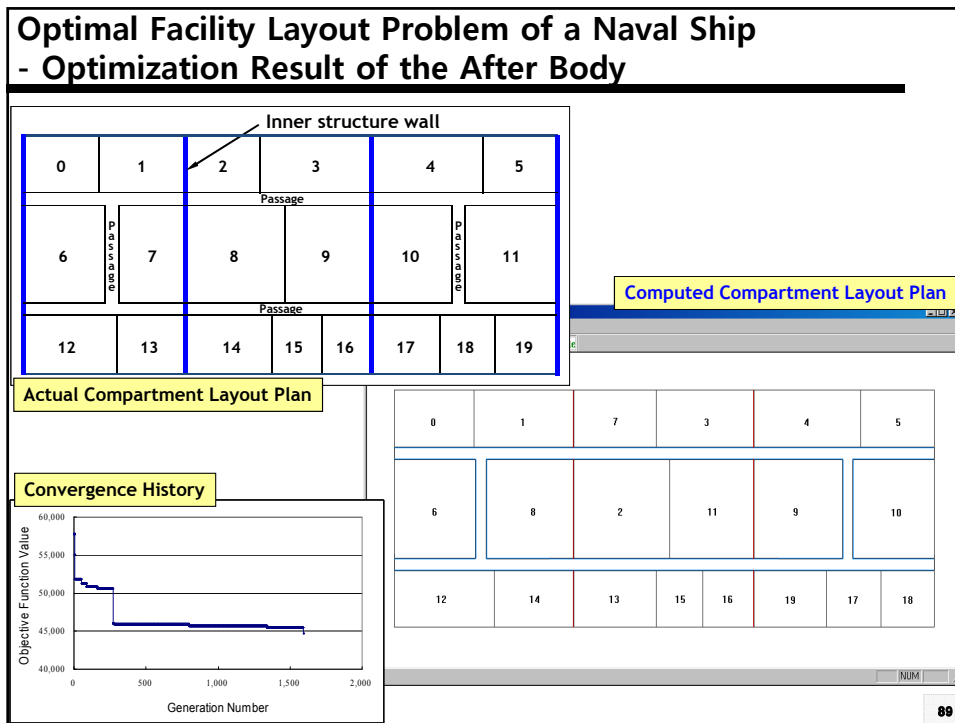 Optimal Facility Layout Problem of a Naval Ship
- Optimization Result of the After Body
Inner structure wall
0 1 2 3 4 5
Passage
6 Passage 7 8 9 10 Passage 11
Passage
12 13 14 15 16 17 18 19
Actual Compartment Layout Plan
Computed Compartment Layout Plan
0 1 7 3 4 5
6 8 2 11 9 10
12 14 13 15 16 19 17 18
NUM
Convergence History
Objective Function Value
60,000
55,000
50,000
45,000
40,000
0 500 1,000 1,500 2,000
Generation Number
89